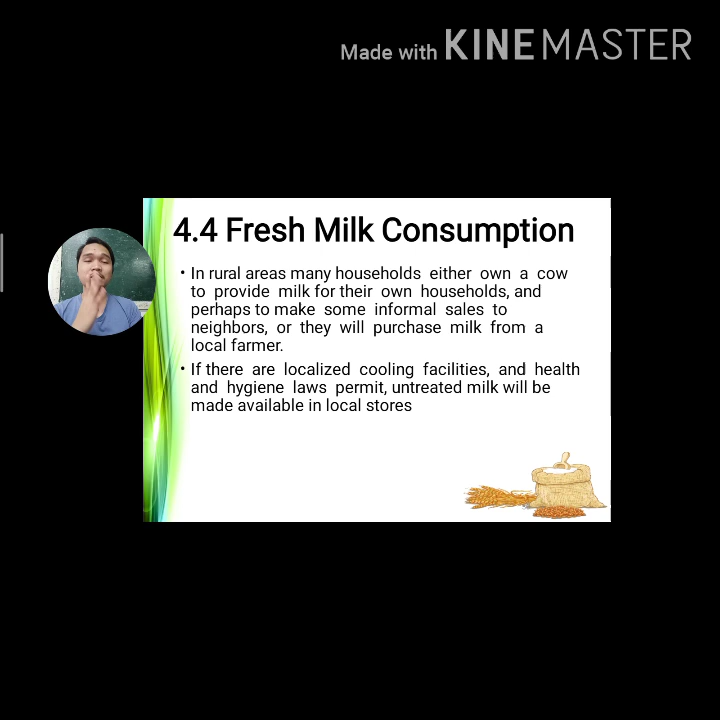 Made with KINEMASTER
4.4 Fresh Milk Consumption
• In rural areas many households either own a cow
to provide milk for their own households, and
perhaps to make some informal sales to
neighbors, or they will purchase milk from a
local farmer.
• If there are localized cooling facilities, and health
and hygiene laws permit, untreated milk will be
made available in local stores